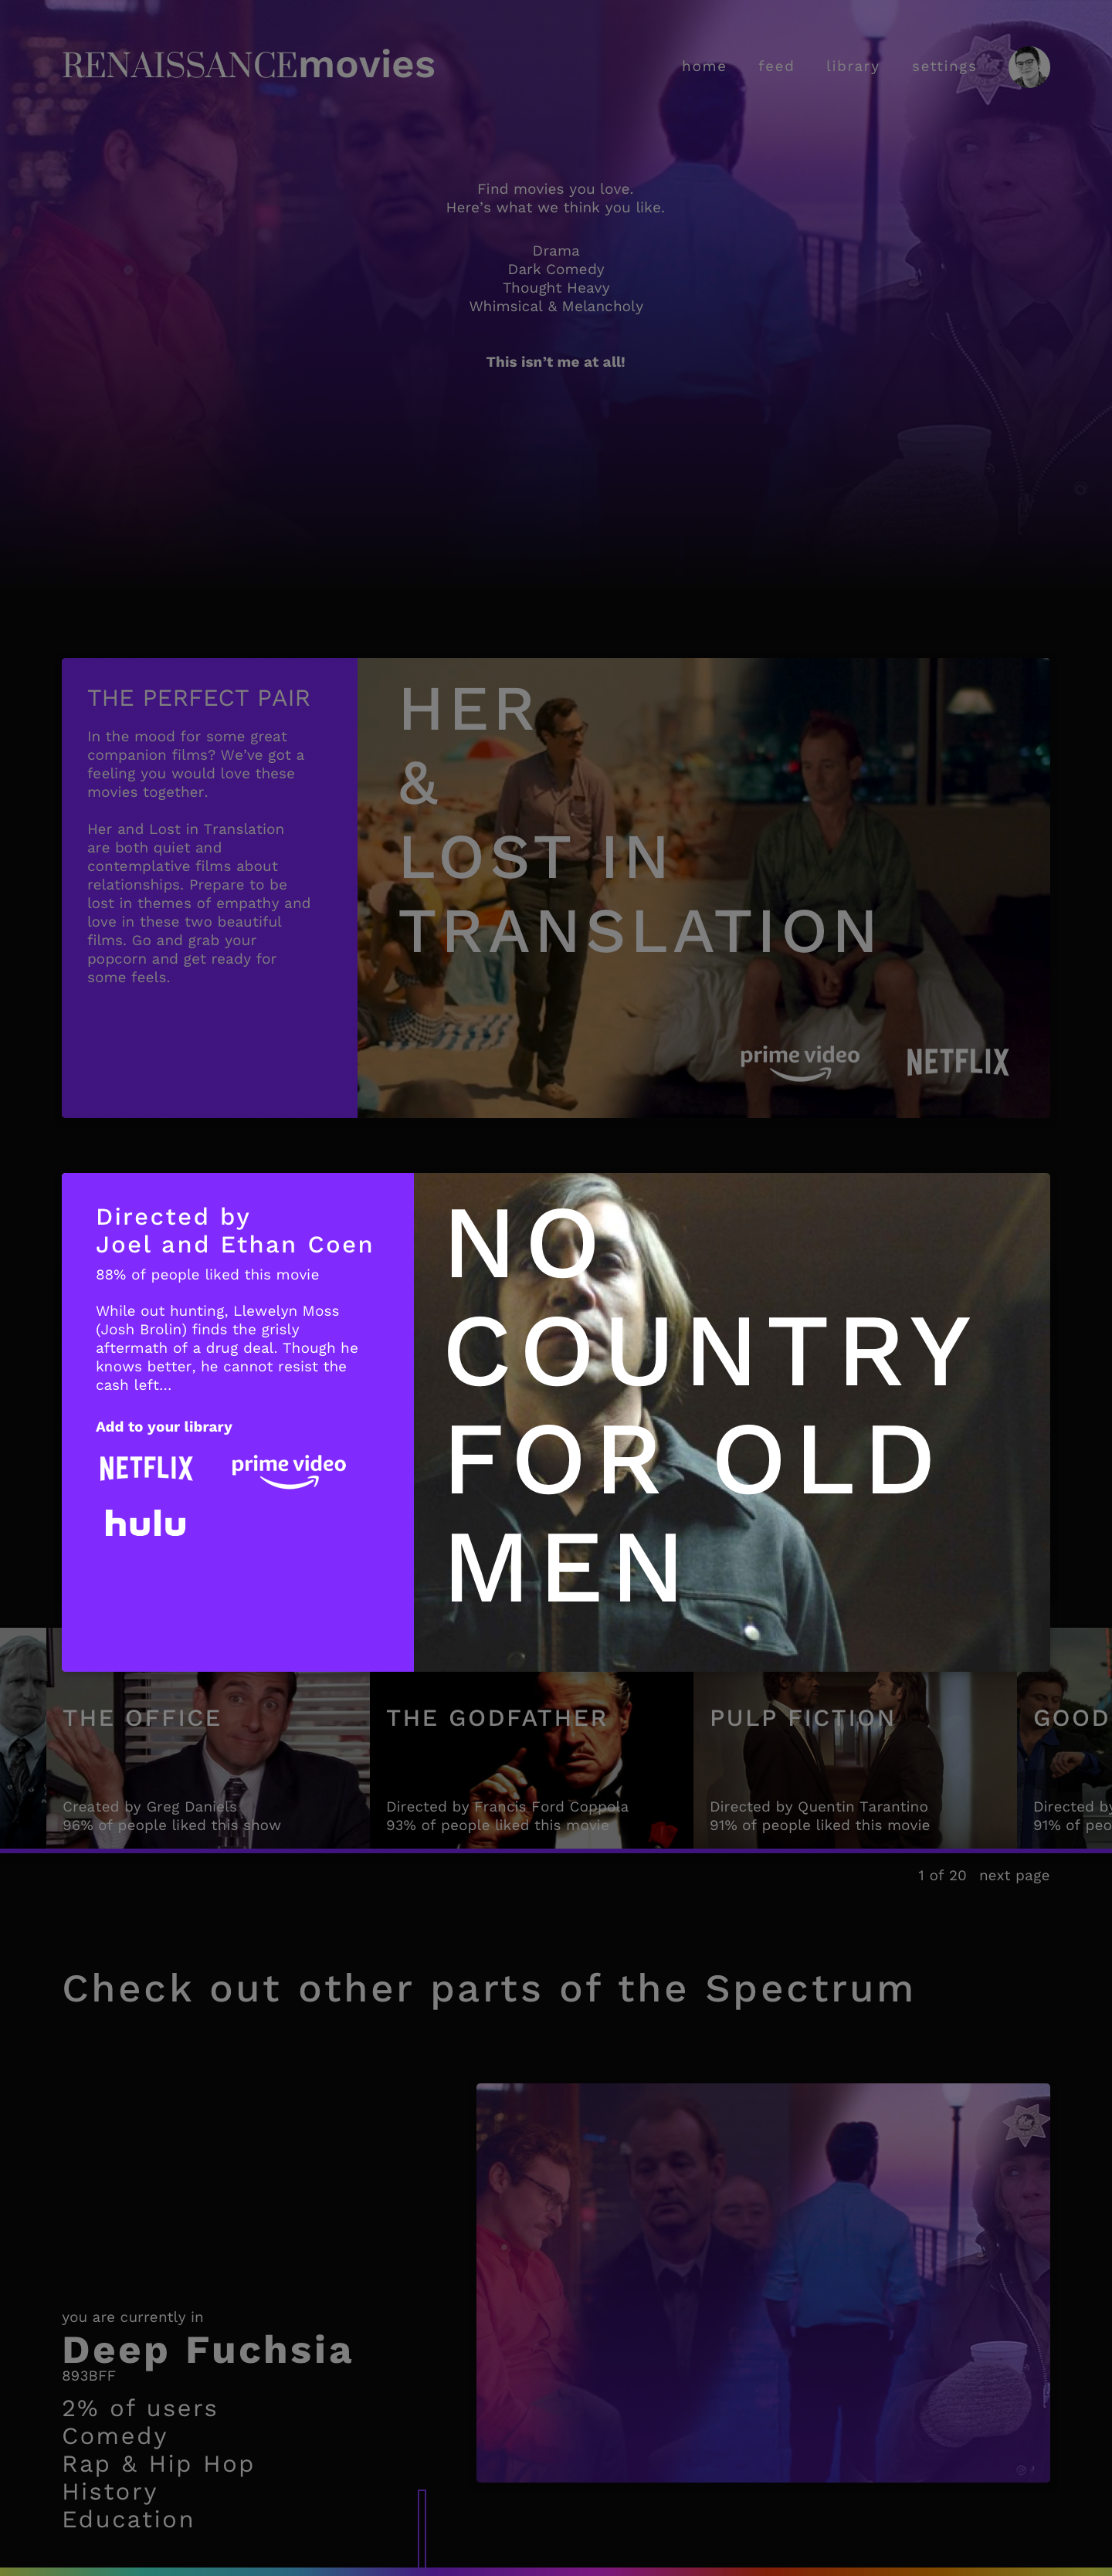 RENAISSANCEmovies
home feed library settings
Find movies you love.
Here's what we think you like.
Drama
Dark Comedy
Thought Heavy
Whimsical & Melancholy
This isn't me at all!
THE PERFECT PAIR
In the mood for some great
companion films? We've got a
feeling you would love these
movies together.
Her and Lost in Translation
are both quiet and
contemplative films about
relationships. Prepare to be
lost in themes of empathy and
love in these two beautiful
films. Go and grab your
popcorn and get ready for
some feels.
HER
&
LOST IN
TRANSLATION
prime video NETFLIX
Directed by
Joel and Ethan Coen
88% of people liked this movie
While out hunting, Llewelyn Moss
(Josh Brolin) finds the grisly
aftermath of a drug deal. Though he
knows better, he cannot resist the
cash left...
Add to your library
NETFLIX prime video
hulu
NO
COUNTRY
FOR OLD
MEN
THE OFFICE
Created by Greg Daniels
96% of people liked this show
THE GODFATHER
Directed by Francis Ford Coppola
93% of people liked this movie
PULP FICTION
Directed by Quentin Tarantino
91% of people liked this movie
GOOD
Directed by
91% of peo
1 of 20 next page
Check out other parts of the Spectrum
you are currently in
Deep Fuchsia
893BFF
2% of users
Comedy
Rap & Hip Hop
History
Education